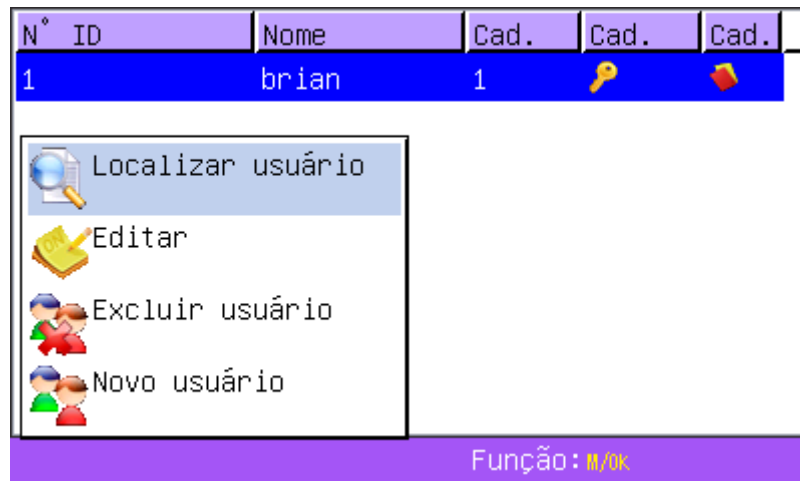 N° ID Nome Cad. Cad. Cad.
1 brian 1
Localizar usuário
Editar
Excluir usuário
Novo usuário
Função:M/OK